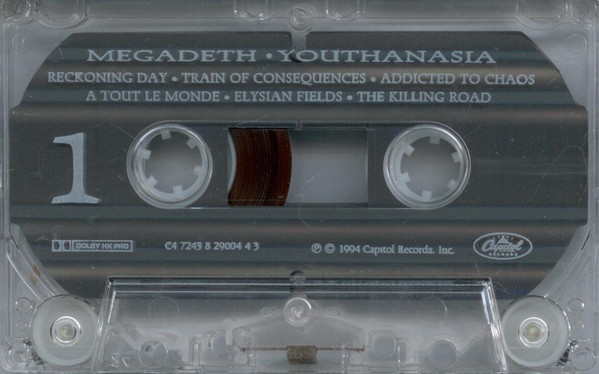 MEGADETH • YOUTHANASIA
RECKONING DAY • TRAIN OF CONSEQUENCES • ADDICTED TO CHAOS
A TOUT LE MONDE • ELYSIAN FIELDS • THE KILLING ROAD
1
DOLBY HX PRO
C4 7243 8 29004 4 3
℗ © 1994 Capitol Records, Inc.
Capitol
RECORDS